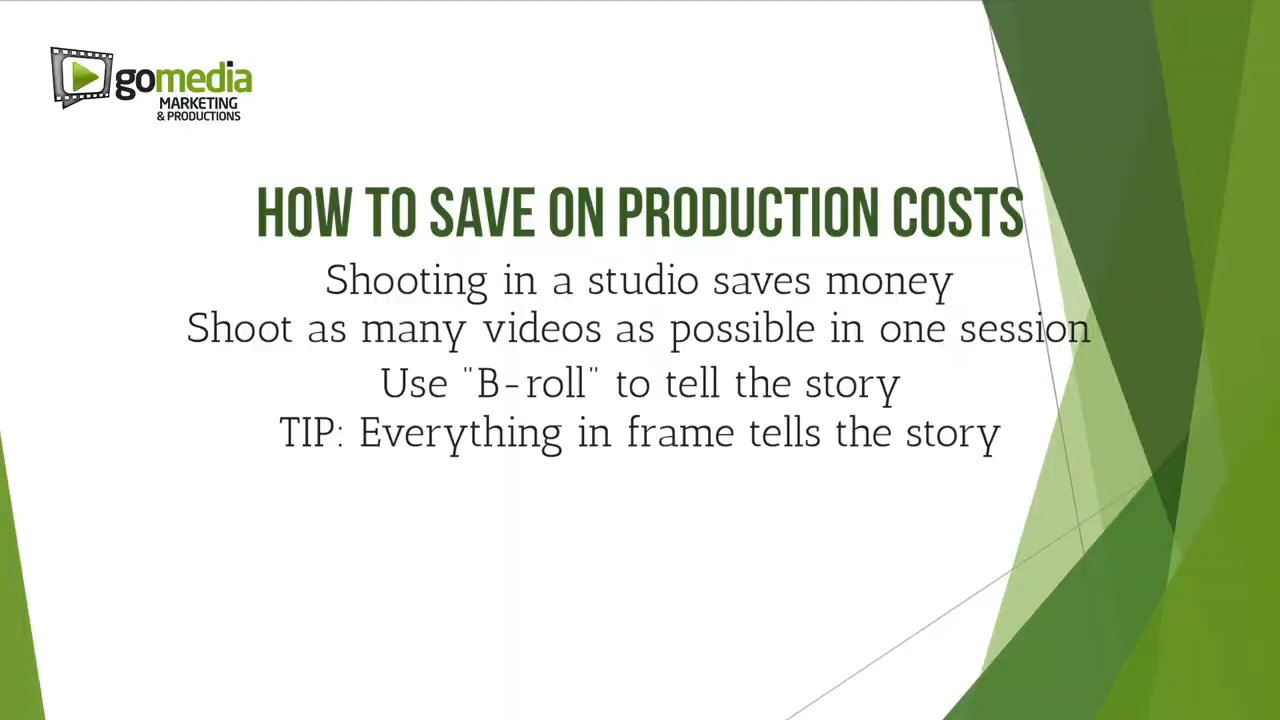 gomedia
MARKETING
& PRODUCTIONS
HOW TO SAVE ON PRODUCTION COSTS
Shooting in a studio saves money
Shoot as many videos as possible in one session
Use "B-roll" to tell the story
TIP: Everything in frame tells the story